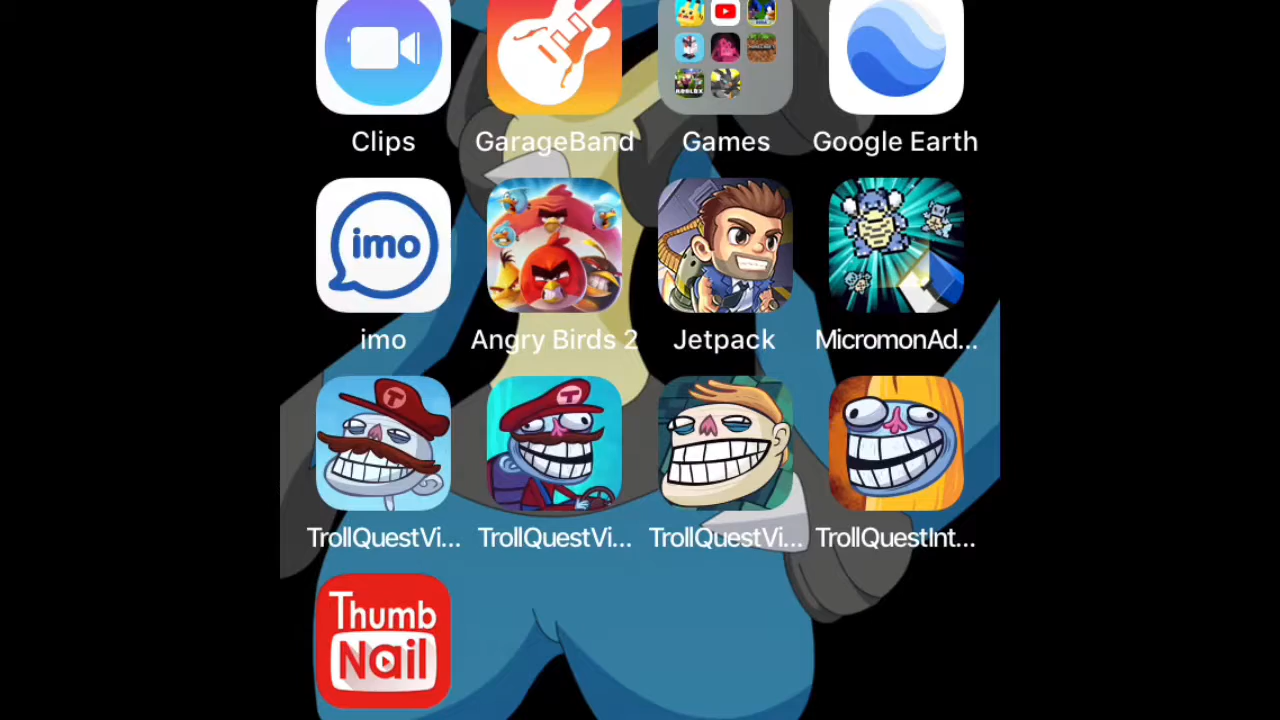 Clips GarageBand Games Google Earth
imo
imo Angry Birds 2 Jetpack MicromonAd...
T T
TrollQuestVi... TrollQuestVi... TrollQuestVi... TrollQuestInt...
Thumb
Nail